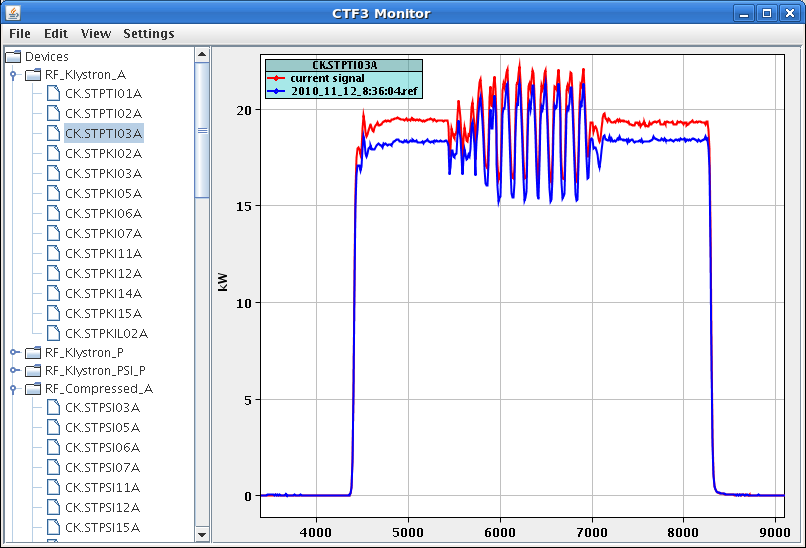 CTF3 Monitor
File Edit View Settings
Devices
RF_Klystron_A
CK.STPTI01A
CK.STPTI02A
CK.STPTI03A
CK.STPKI02A
CK.STPKI03A
CK.STPKI05A
CK.STPKI06A
CK.STPKI07A
CK.STPKI11A
CK.STPKI12A
CK.STPKI14A
CK.STPKI15A
CK.STPKIL02A
RF_Klystron_P
RF_Klystron_PSI_P
RF_Compressed_A
CK.STPSI03A
CK.STPSI05A
CK.STPSI06A
CK.STPSI07A
CK.STPSI11A
CK.STPSI12A
CK.STPSI15A
CK.STPTI03A
current signal
2010_11_12_8:36:04.ref
kW
20
15
10
5
0
4000 5000 6000 7000 8000 9000